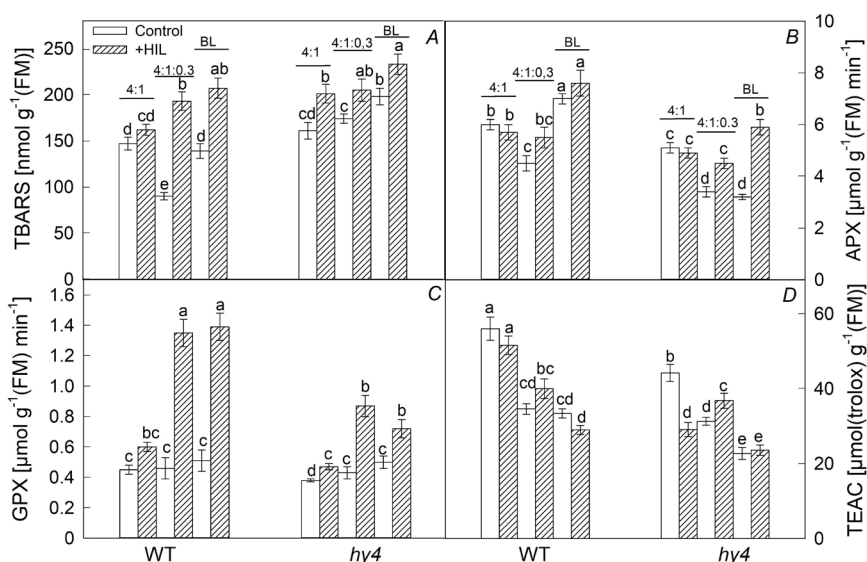 Control
+HIL
A
BL
4:1
4:1:0.3
d cd e b d ab
4:1
4:1:0,3
BL
cd b c ab b a
TBARS [nmol g⁻¹(FM)]
250
200
150
100
50
0
B
4:1
4:1:0,3
BL
b b c bc a a
4:1
4:1:0.3
BL
c c d c d b
10
8
6
4
2
0
APX [µmol g⁻¹(FM) min⁻¹]
C
GPX [µmol g⁻¹(FM) min⁻¹]
1.6
1.4
1.2
1.0
0.8
0.6
0.4
0.2
0.0
c bc c a c a
d c c b c b
WT hy4
D
a a cd bc cd d
b d d c e e
60
40
20
0
TEAC [µmol((trolox) g⁻¹(FM)]
WT hy4